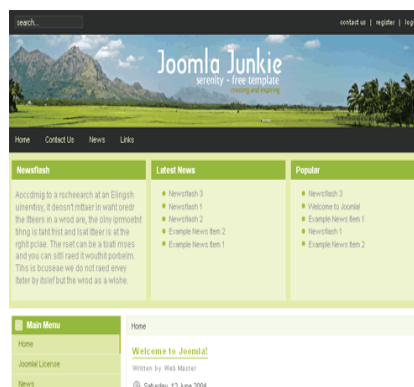 search...
contact us | register | log
Joomla Junkie
serenity - free template
creating and inspiring
Home Contact Us News Links
Newsflash
Aoccdrnig to a rscheearch at an Elingsh
uinervtisy, it deosn't mttaer in waht oredr
the ltteers in a wrod are, the olny iprmoetnt
tihng is taht frist and lsat ltteer is at the
rghit pclae. The rset can be a toatl mses
and you can sitll raed it wouthit porbelm.
Tihs is bcuseae we do not raed ervey
lteter by itslef but the wrod as a wlohe.
Latest News
Newsflash 3
Newsflash 1
Newsflash 2
Example News Item 2
Example News Item 1
Popular
Newsflash 3
Welcome to Joomla!
Example News Item 1
Newsflash 1
Example News Item 2
Main Menu
Home
Joomla! License
News
Home
Welcome to Joomla!
Written by Web Master
Saturday, 12 June 2004